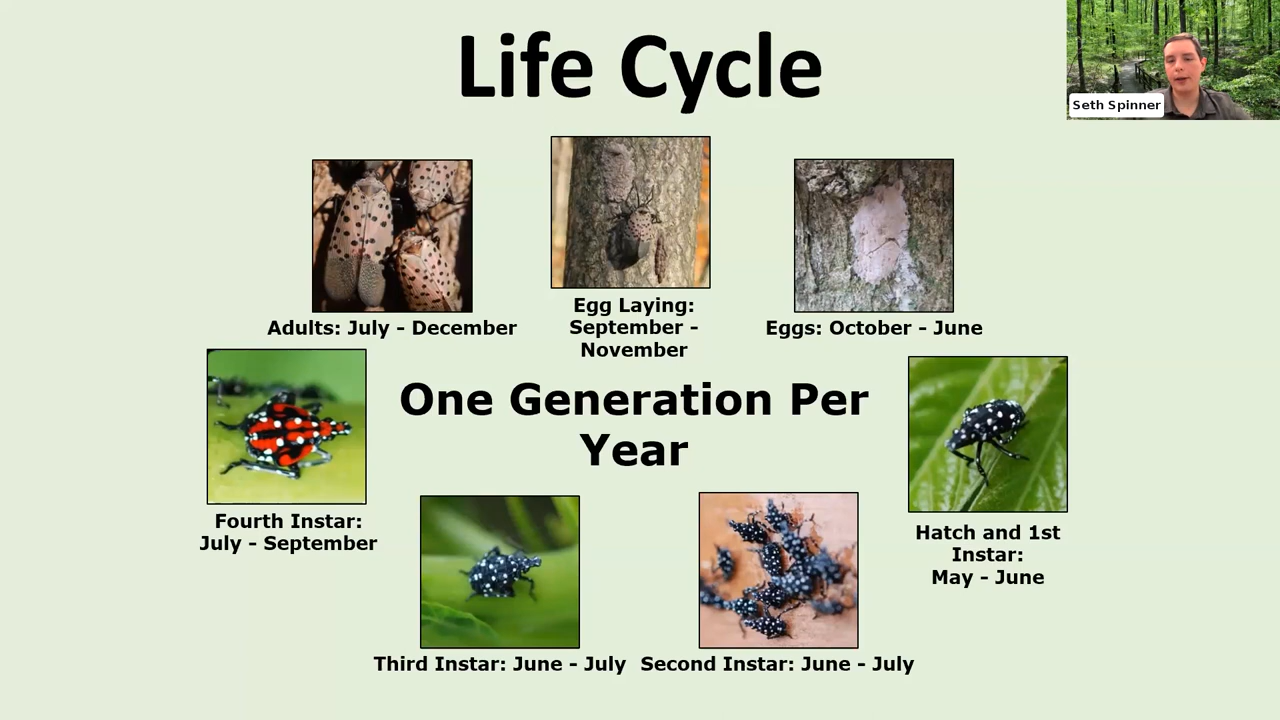 Life Cycle
Seth Spinner
Adults: July - December
Egg Laying:
September -
November
Eggs: October - June
One Generation Per
Year
Fourth Instar:
July - September
Hatch and 1st
Instar:
May - June
Third Instar: June - July
Second Instar: June - July